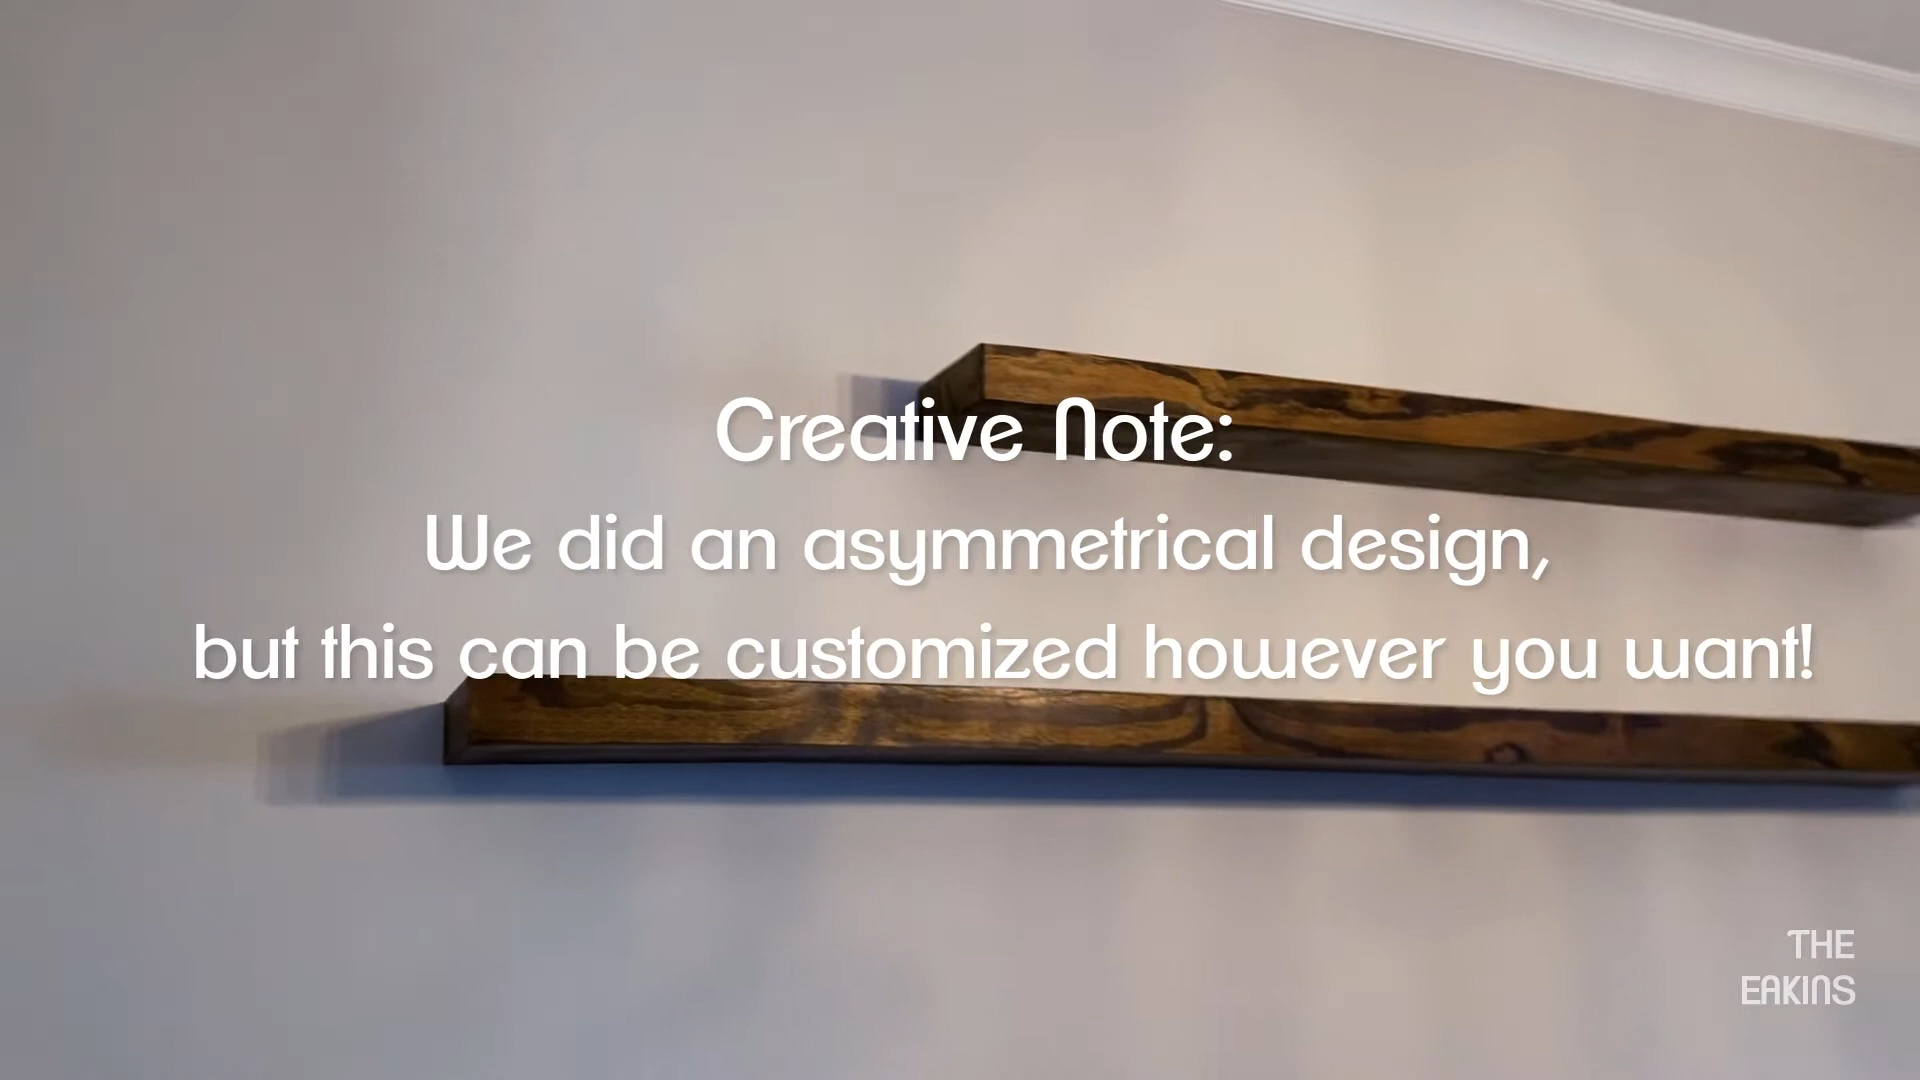 Creative Note:
We did an asymmetrical design,
but this can be customized however you want!
THE
EAKINS